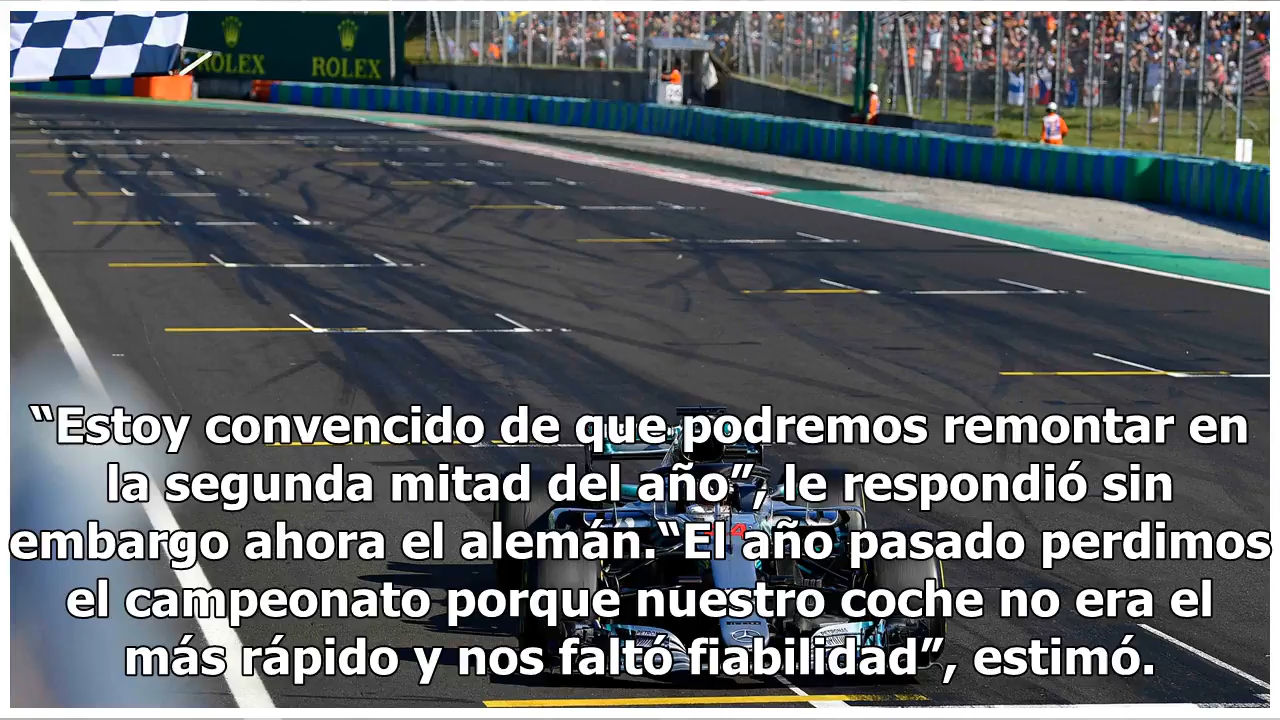 ROLEX
ROLEX
“Estoy convencido de que podremos remontar en
la segunda mitad del año”, le respondió sin
embargo ahora el alemán.“El año pasado perdimos
el campeonato porque nuestro coche no era el
más rápido y nos faltó fiabilidad”, estimó.